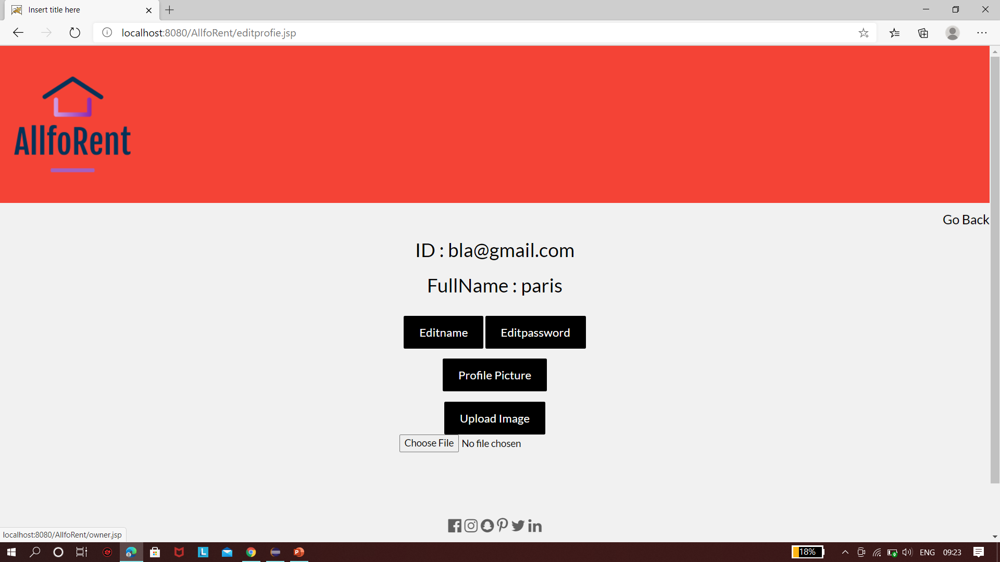 Insert title here
localhost:8080/AllfoRent/editprofie.jsp
AllfoRent
Go Back
ID : bla@gmail.com
FullName : paris
Editname Editpassword
Profile Picture
Upload Image
Choose File No file chosen
localhost:8080/AllfoRent/owner.jsp
18% ENG 09:23